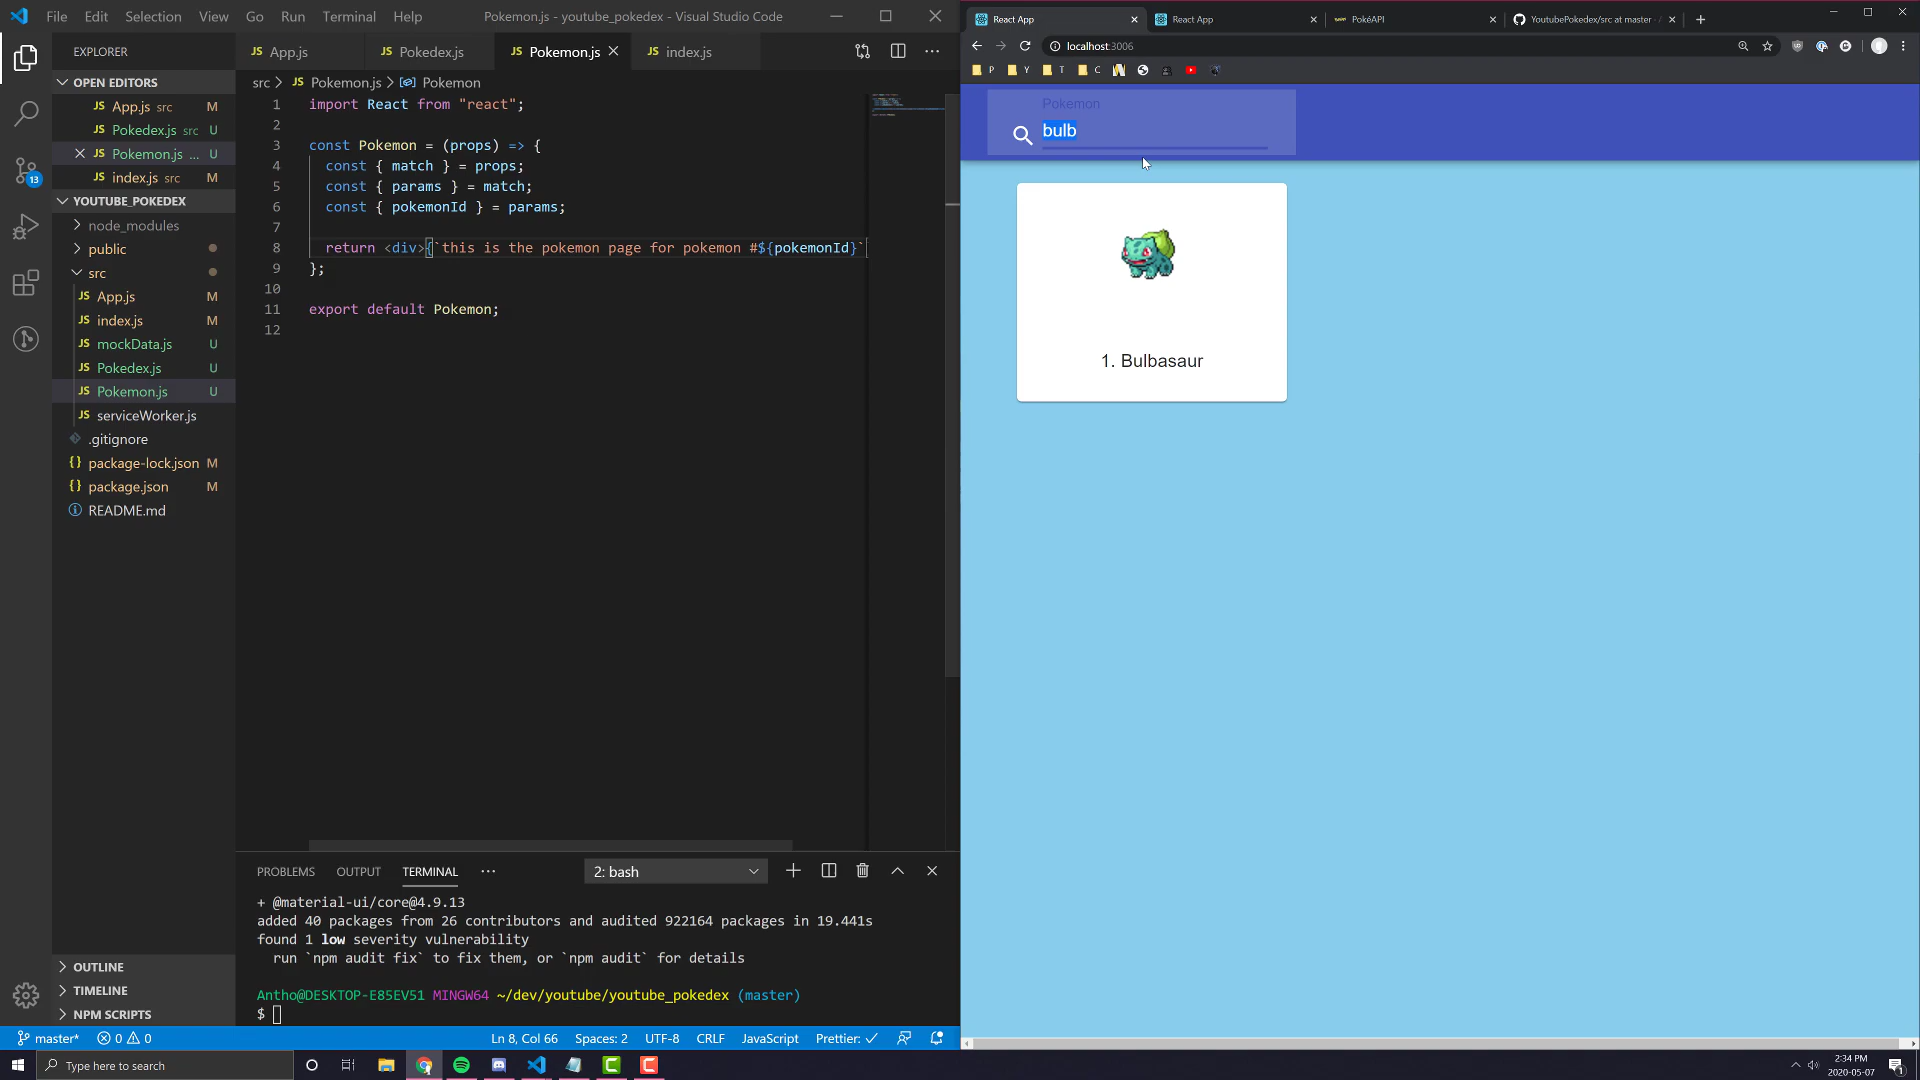 File Edit Selection View Go Run Terminal Help Pokemon.js - youtube_pokedex - Visual Studio Code
EXPLORER
OPEN EDITORS
App.js src M
Pokedex.js src U
Pokemon.js ... U
index.js src M
YOUTUBE_POKEDEX
node_modules
public
src
JS App.js M
JS index.js M
JS mockData.js U
JS Pokedex.js U
JS Pokemon.js U
JS serviceWorker.js
.gitignore
{} package-lock.json M
{} package.json M
README.md
OUTLINE
TIMELINE
NPM SCRIPTS
13
JS App.js JS Pokedex.js JS Pokemon.js JS index.js
src > JS Pokemon.js > Pokemon
1 import React from "react";
2
3 const Pokemon = (props) => {
4 const { match } = props;
5 const { params } = match;
6 const { pokemonId } = params;
7
8 return <div>{`this is the pokemon page for pokemon #${pokemonId}`
9 };
10
11 export default Pokemon;
12
PROBLEMS OUTPUT TERMINAL ... 2: bash
+ @material-ui/core@4.9.13
added 40 packages from 26 contributors and audited 922164 packages in 19.441s
found 1 low severity vulnerability
run `npm audit fix` to fix them, or `npm audit` for details
Antho@DESKTOP-E85EV51 MINGW64 ~/dev/youtube/youtube_pokedex (master)
$
master* 0 0 Ln 8, Col 66 Spaces: 2 UTF-8 CRLF JavaScript Prettier: ✓
React App React App PokéAPI YoutubePokedex/src at master ·
localhost:3006
P Y T C
Pokemon
bulb
1. Bulbasaur
Type here to search
2:34 PM
2020-05-07
1